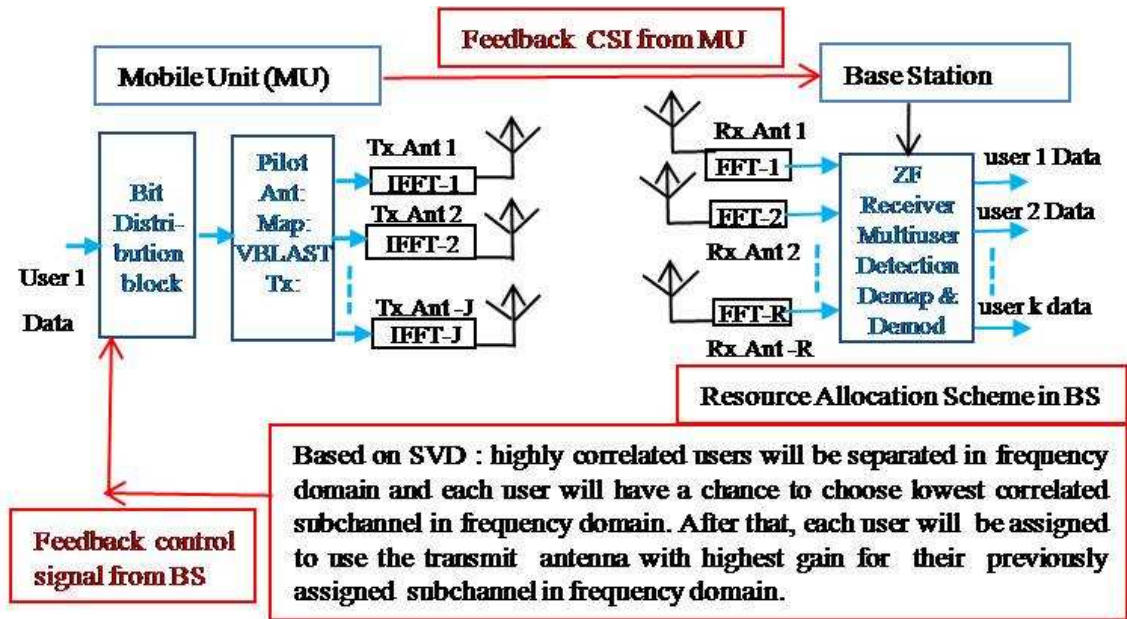 Feedback CSI from MU
Mobile Unit (MU)
Base Station
User 1
Data
Bit
Distri-
bution
block
Pilot
Ant:
Map:
VBLAST
Tx:
Tx Ant 1
IFFT-1
Tx Ant 2
IFFT-2
Tx Ant -J
IFFT-J
Rx Ant 1
FFT-1
FFT-2
Rx Ant 2
FFT-R
Rx Ant -R
ZF
Receiver
Multiuser
Detection
Demap &
Demod
user 1 Data
user 2 Data
user k data
Resource Allocation Scheme in BS
Based on SVD : highly correlated users will be separated in frequency
domain and each user will have a chance to choose lowest correlated
subchannel in frequency domain. After that, each user will be assigned
to use the transmit antenna with highest gain for their previously
assigned subchannel in frequency domain.
Feedback control
signal from BS